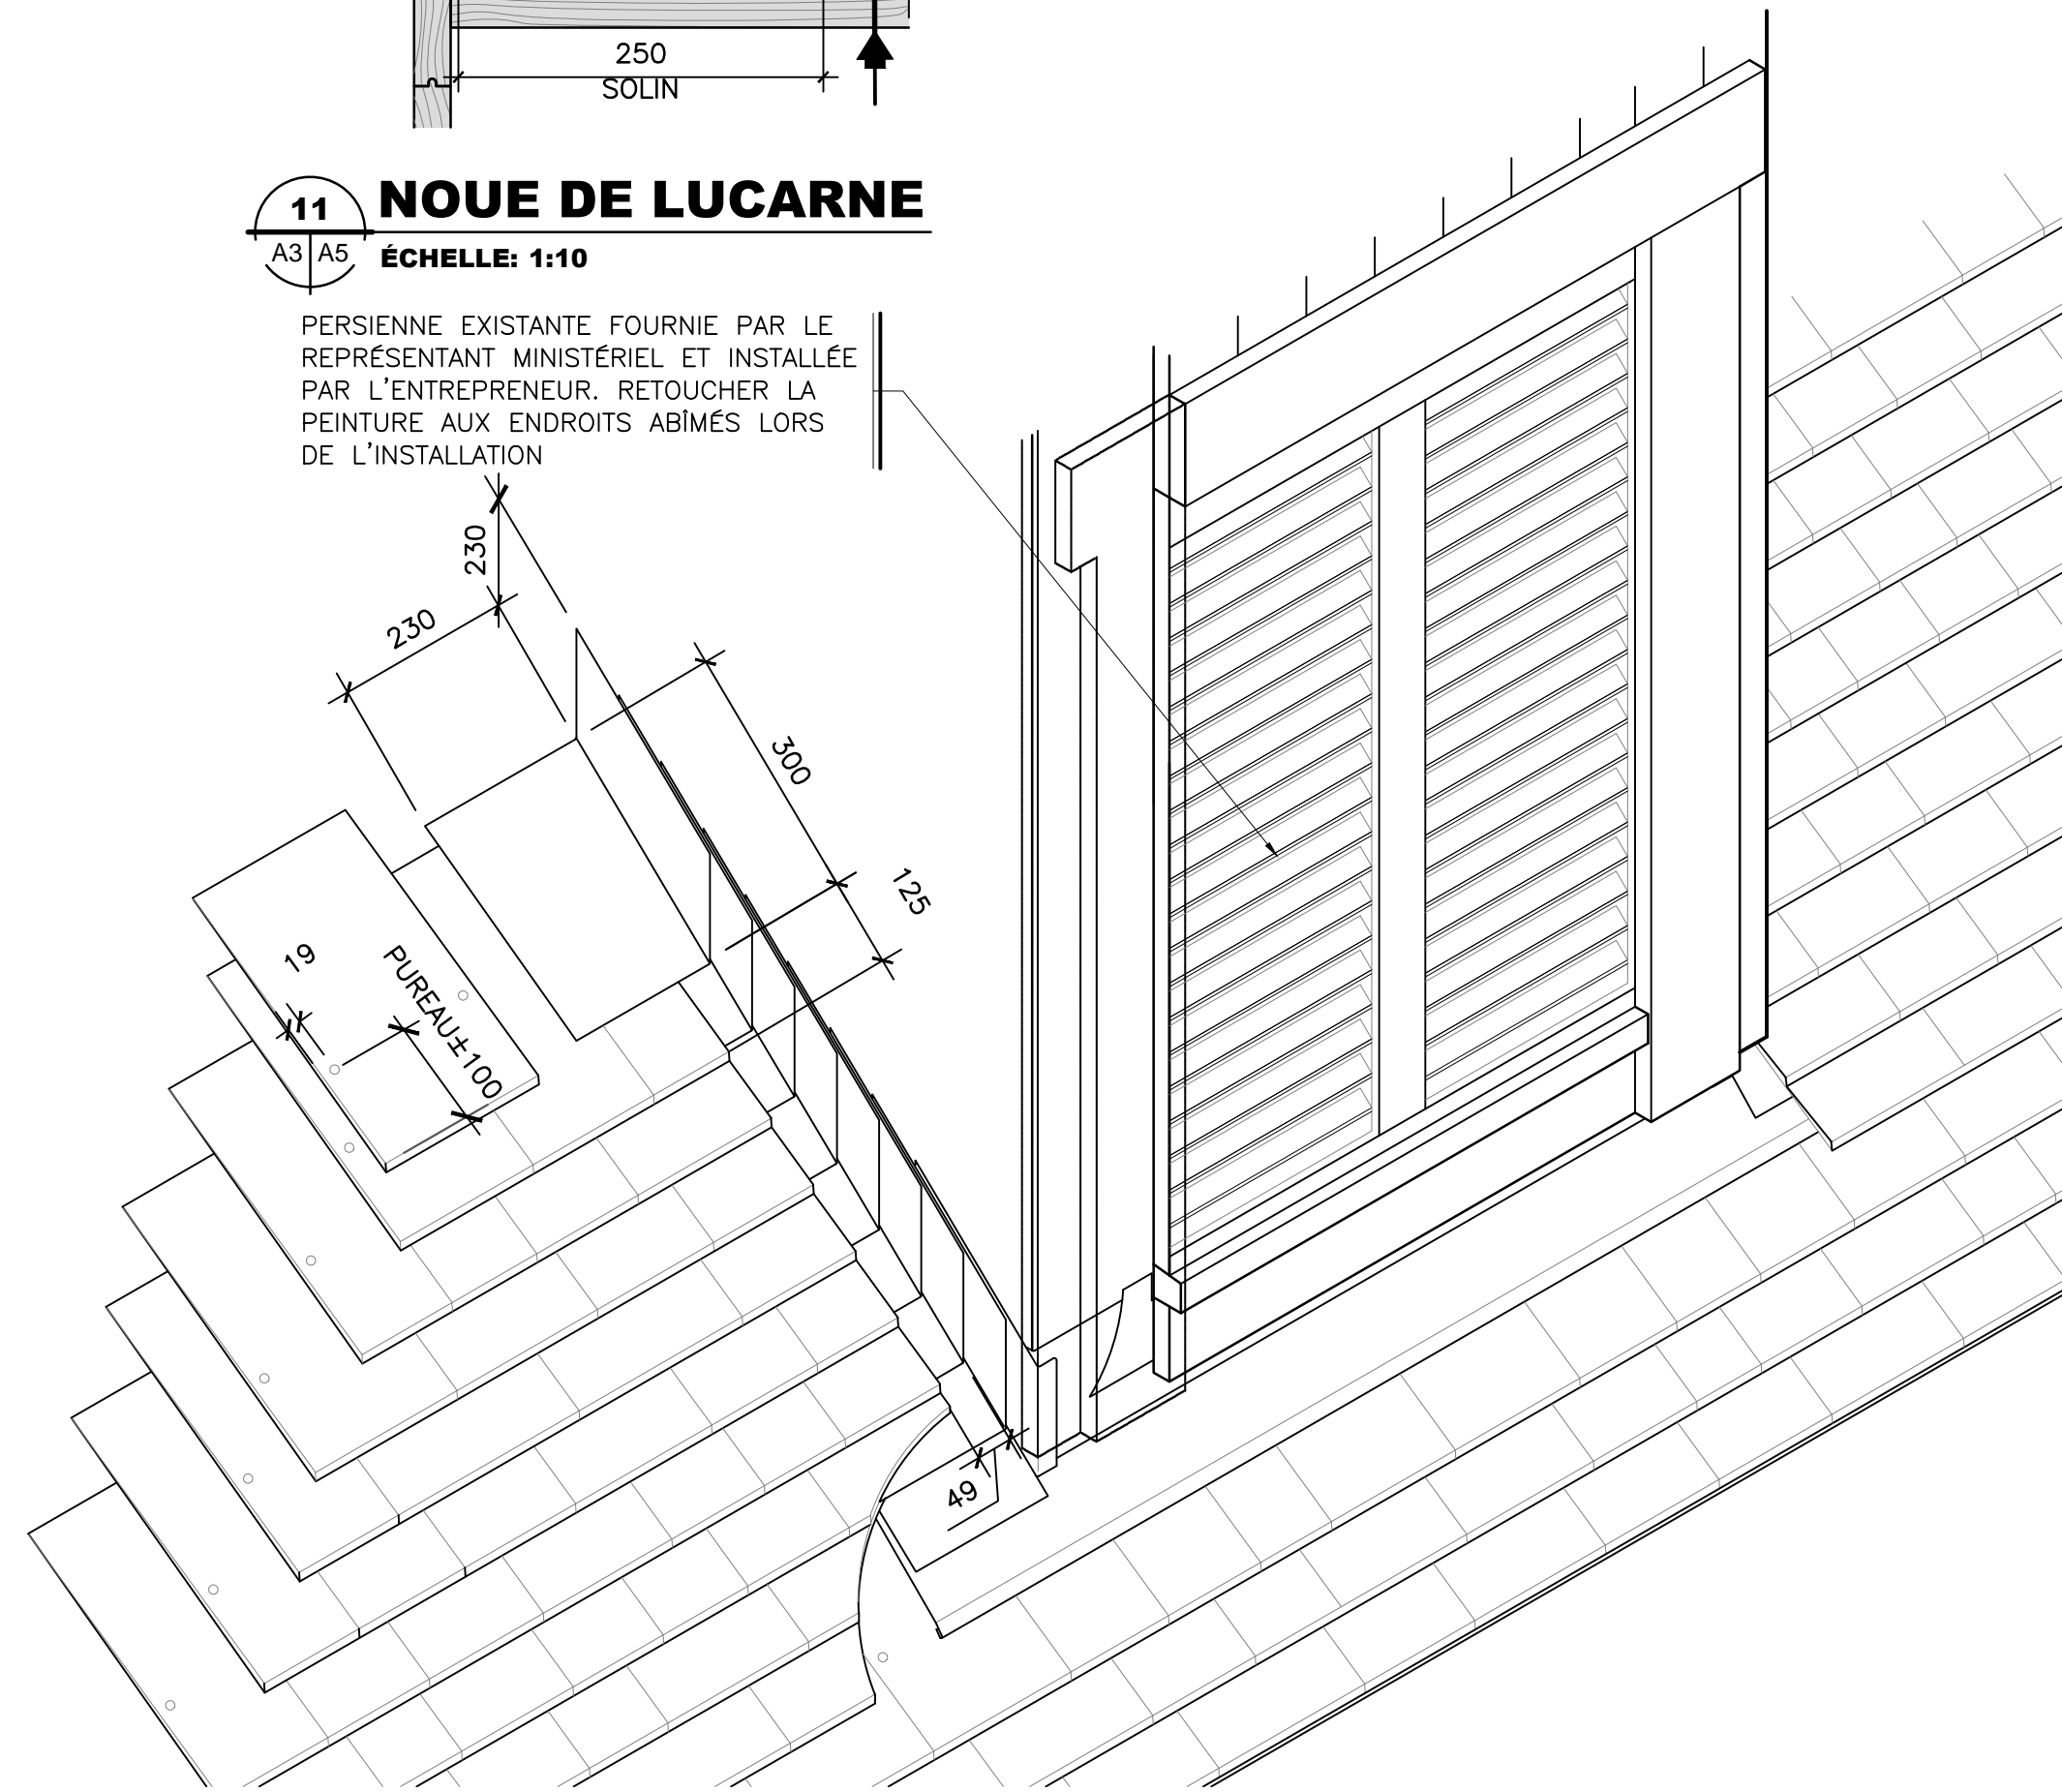 250
SOLIN
11
A3 A5
NOUE DE LUCARNE
ÉCHELLE: 1:10
PERSIENNE EXISTANTE FOURNIE PAR LE
REPRÉSENTANT MINISTÉRIEL ET INSTALLÉE
PAR L'ENTREPRENEUR. RETOUCHER LA
PEINTURE AUX ENDROITS ABÎMÉS LORS
DE L'INSTALLATION
230
230
300
125
19
PUREAU±100
49